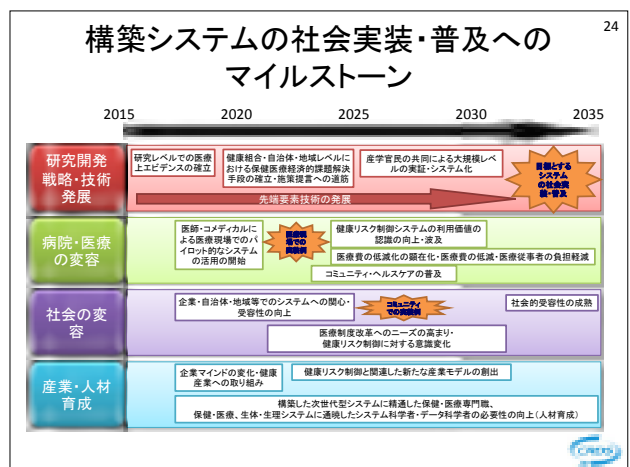 24
構築システムの社会実装・普及への
マイルストーン
2015
2020
2025
2030
2035
研究開発
戦略・技術
発展
研究レベルでの医療
上エビデンスの確立
健康組合・自治体・地域レベルに
おける保健医療経済的課題解決
手段の確立・施策提言への道筋
産学官民の共同による大規模レベ
ルの実証・システム化
目標とする
システム
の社会実
装・普及
先端要素技術の発展
病院・医療
の変容
医師・コメディカルに
よる医療現場でのパ
イロット的なシステム
の活用の開始
医療現
場での
実験例
健康リスク制御システムの利用価値の
認識の向上・波及
医療費の低減化の顕在化・医療費の低減・医療従事者の負担軽減
コミュニティ・ヘルスケアの普及
社会の変
容
企業・自治体・地域等でのシステムへの関心・
受容性の向上
コミュニティ
での実験例
社会的受容性の成熟
医療制度改革へのニーズの高まり・
健康リスク制御に対する意識変化
産業・人材
育成
企業マインドの変化・健康
産業への取り組み
健康リスク制御と関連した新たな産業モデルの創出
構築した次世代型システムに精通した保健・医療専門職、
保健・医療、生体・生理システムに通暁したシステム科学者・データ科学者の必要性の向上(人材育成)